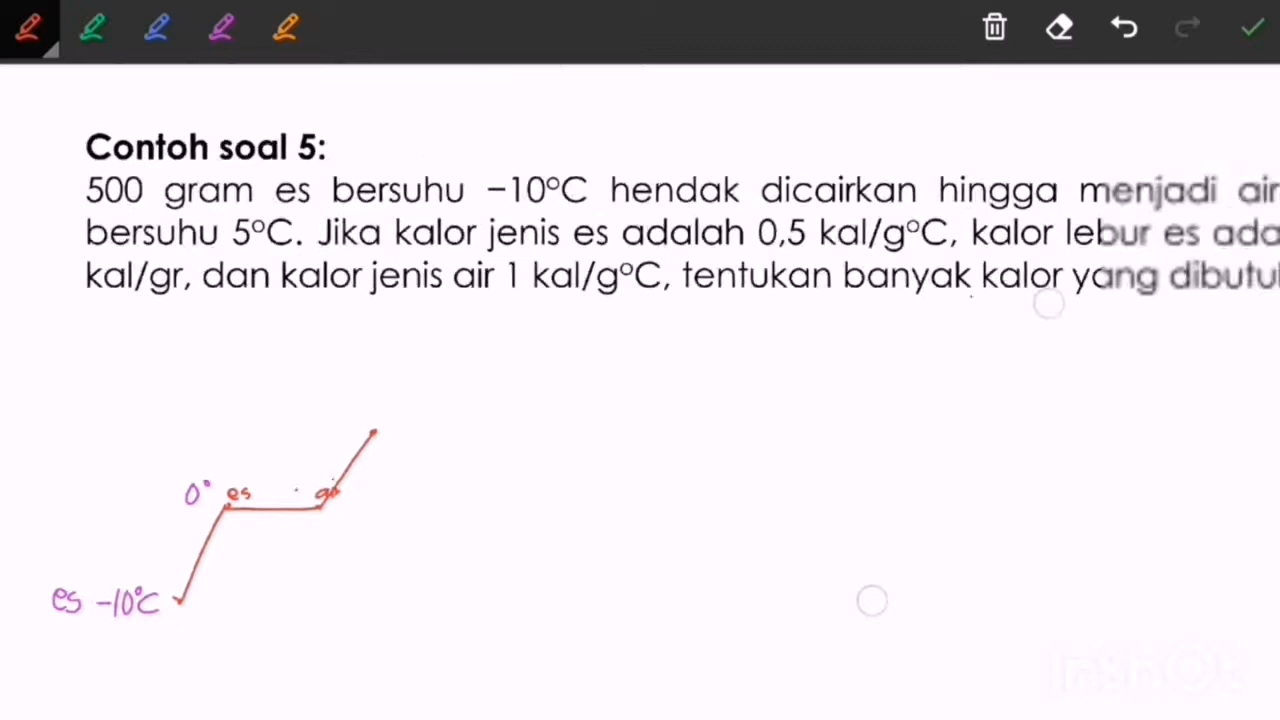 Contoh soal 5:
500 gram es bersuhu −10°C hendak dicairkan hingga menjadi air
bersuhu 5°C. Jika kalor jenis es adalah 0,5 kal/g°C, kalor lebur es ada
kal/gr, dan kalor jenis air 1 kal/g°C, tentukan banyak kalor yang dibutu
0° es air
es -10°C